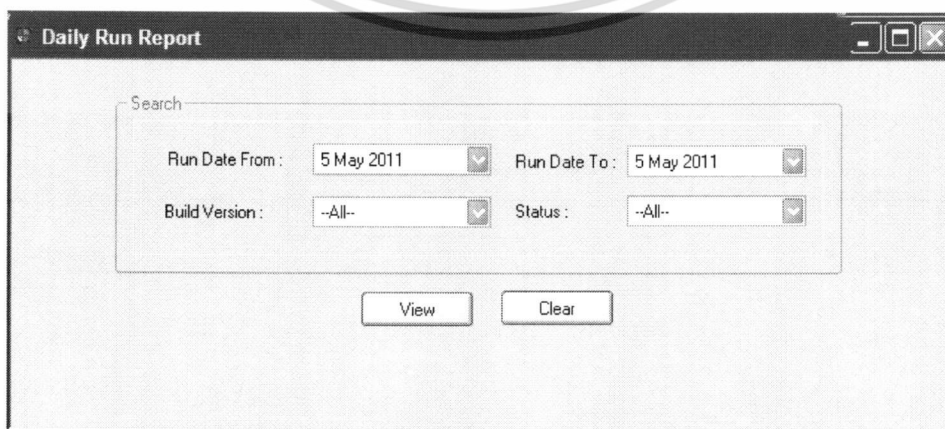 Daily Run Report
Search
Run Date From : 5 May 2011 Run Date To : 5 May 2011
Build Version : --All-- Status : --All--
View Clear